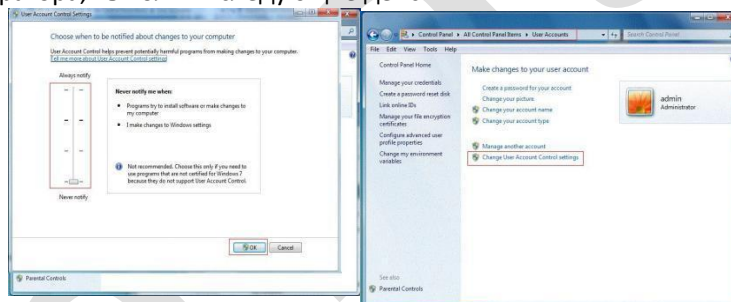 User Account Control Settings
Choose when to be notified about changes to your computer
User Account Control helps prevent potentially harmful programs from making changes to your computer.
Tell me more about User Account Control settings
Always notify
Never notify me when:
• Programs try to install software or make changes to
my computer
• I make changes to Windows settings
Not recommended. Choose this only if you need to
use programs that are not certified for Windows 7
because they do not support User Account Control.
Never notify
OK
Cancel
Parental Controls
Control Panel
All Control Panel Items
User Accounts
Search Control Panel
File Edit View Tools Help
Control Panel Home
Manage your credentials
Create a password reset disk
Link online IDs
Manage your file encryption
certificates
Configure advanced user
profile properties
Change my environment
variables
See also
Parental Controls
Make changes to your user account
Create a password for your account
Change your picture
Change your account name
Change your account type
Manage another account
Change User Account Control settings
admin
Administrator